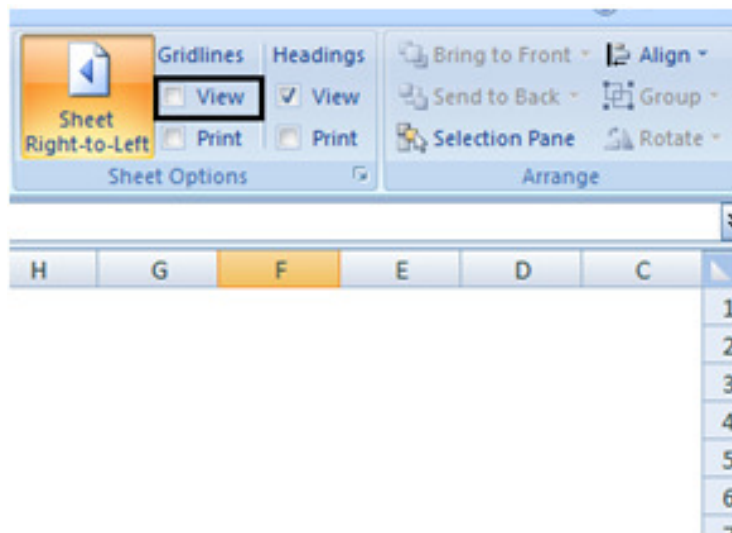 Gridlines Headings Bring to Front Align
View View Send to Back Group
Sheet
Right-to-Left Print Print Selection Pane Rotate
Sheet Options Arrange
H G F E D C
1
2
3
4
5
6